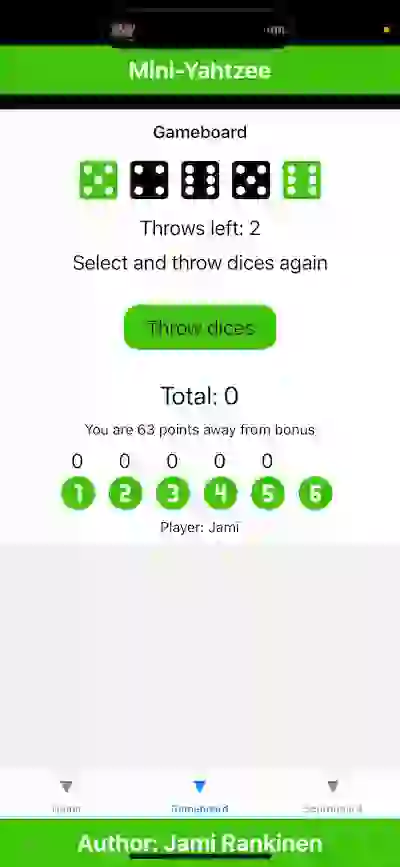 Mini-Yahtzee
Gameboard
Throws left: 2
Select and throw dices again
Throw dices
Total: 0
You are 63 points away from bonus
0 0 0 0 0
1 2 3 4 5 6
Player: Jami
Gameboard
Author: Jami Rankinen